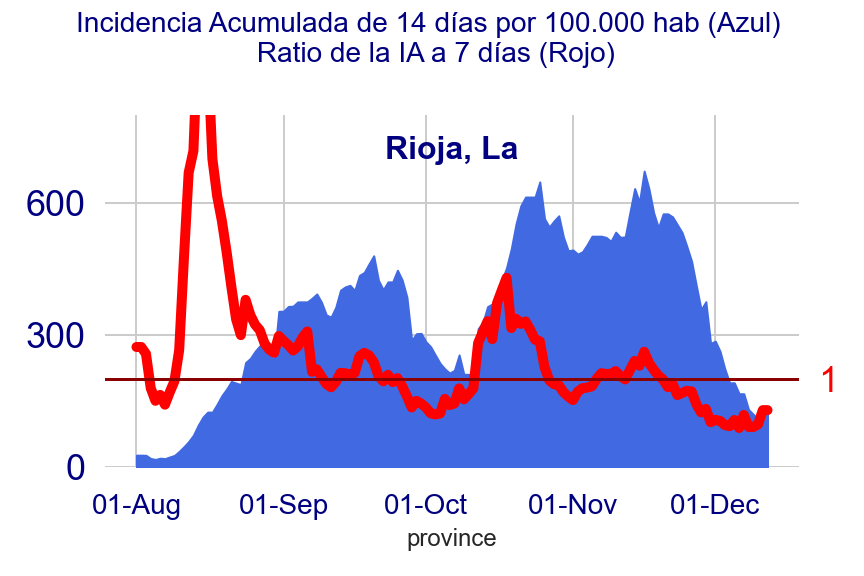 Incidencia Acumulada de 14 días por 100.000 hab (Azul)
Ratio de la IA a 7 días (Rojo)
Rioja, La
600
300
1
0
01-Aug 01-Sep 01-Oct 01-Nov 01-Dec
province